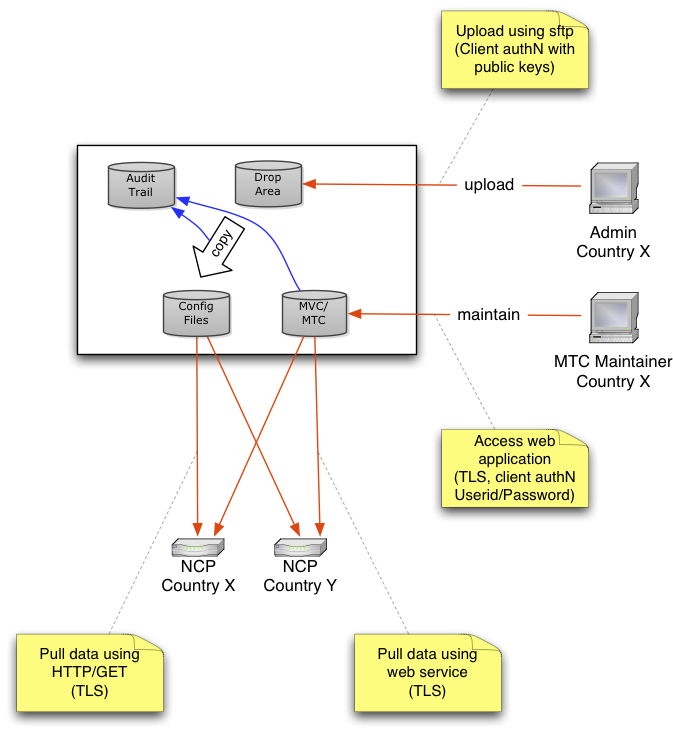 Upload using sftp
(Client authN with
public keys)
Audit
Trail
Drop
Area
upload
Admin
Country X
copy
Config
Files
MVC/
MTC
maintain
MTC Maintainer
Country X
Access web
application
(TLS, client authN
Userid/Password)
NCP
Country X
NCP
Country Y
Pull data using
HTTP/GET
(TLS)
Pull data using
web service
(TLS)